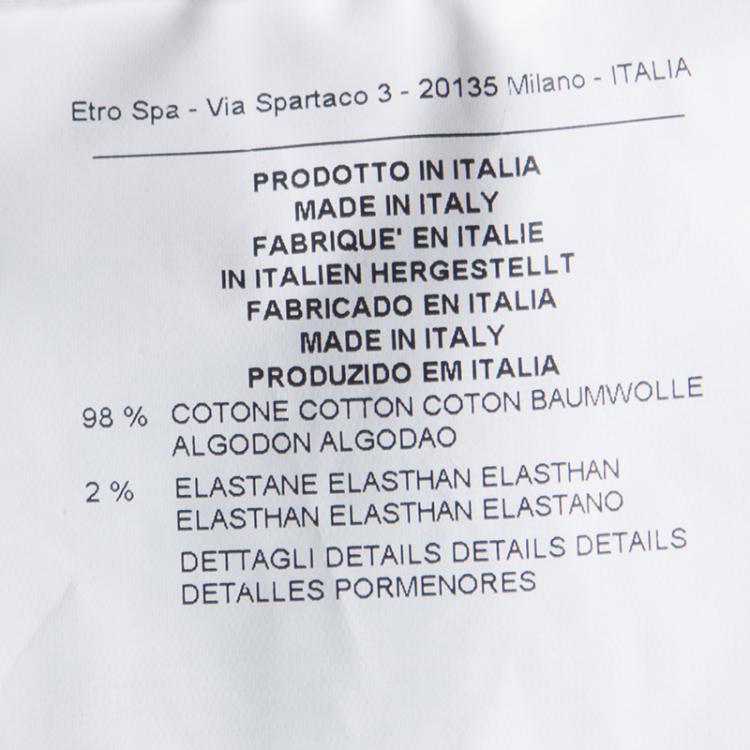 Etro Spa - Via Spartaco 3 - 20135 Milano - ITALIA
PRODOTTO IN ITALIA
MADE IN ITALY
FABRIQUE' EN ITALIE
IN ITALIEN HERGESTELLT
FABRICADO EN ITALIA
MADE IN ITALY
PRODUZIDO EM ITALIA
98 % COTONE COTTON COTON BAUMWOLLE
ALGODON ALGODAO
2 % ELASTANE ELASTHAN ELASTHAN
ELASTHAN ELASTHAN ELASTANO
DETTAGLI DETAILS DETAILS DETAILS
DETALLES PORMENORES